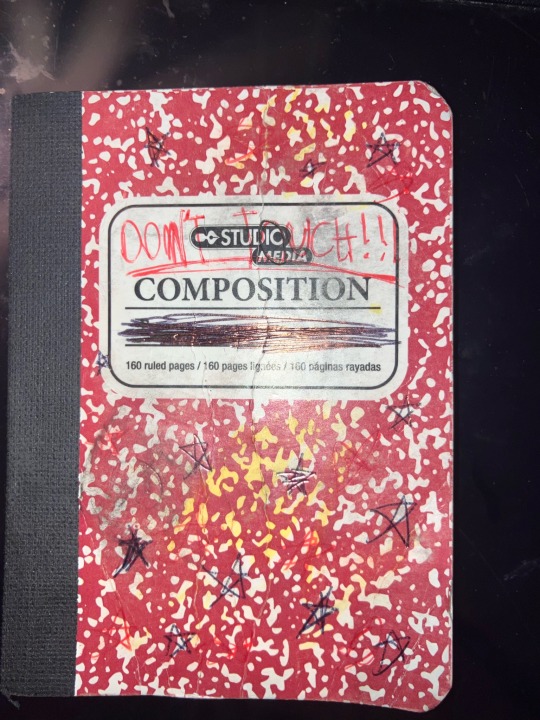 DON'T TOUCH!!
STUDIO
MEDIA
COMPOSITION
160 ruled pages / 160 pages lignées / 160 páginas rayadas